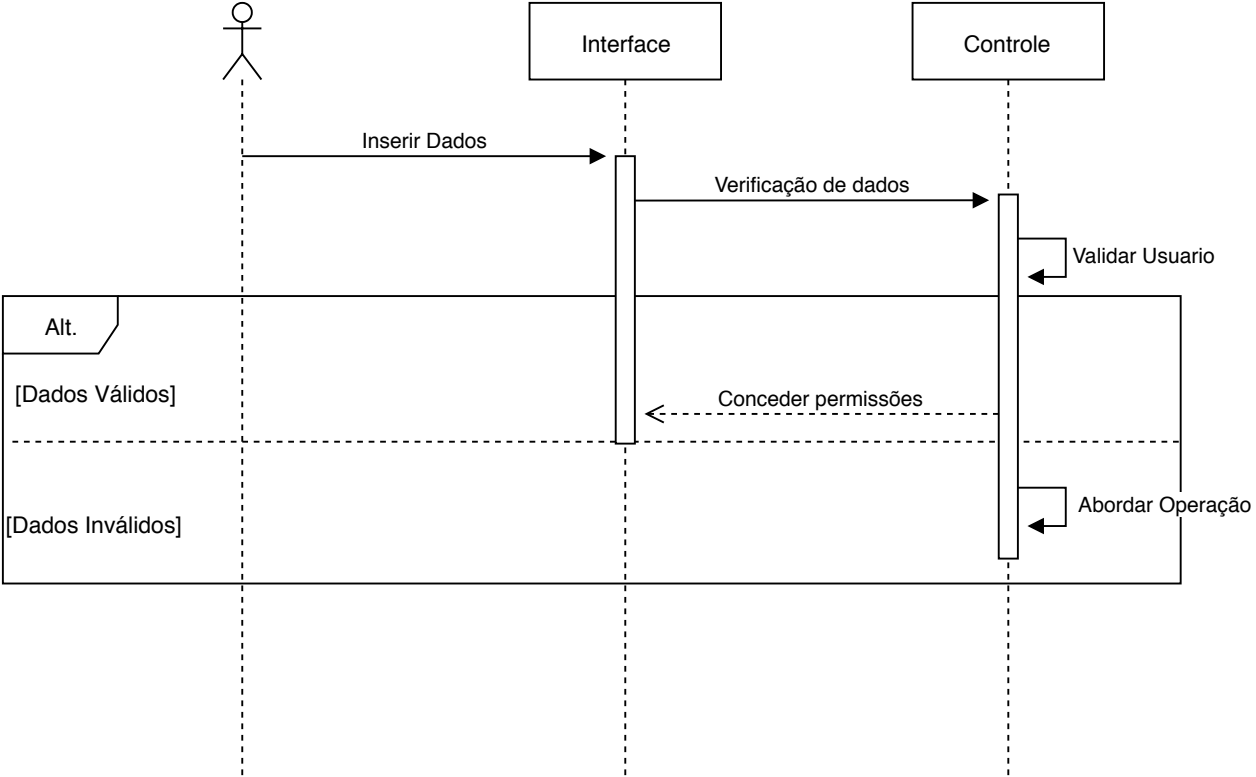 Interface
Controle
Inserir Dados
Verificação de dados
Validar Usuario
Alt.
[Dados Válidos]
Conceder permissões
Abordar Operação
[Dados Inválidos]